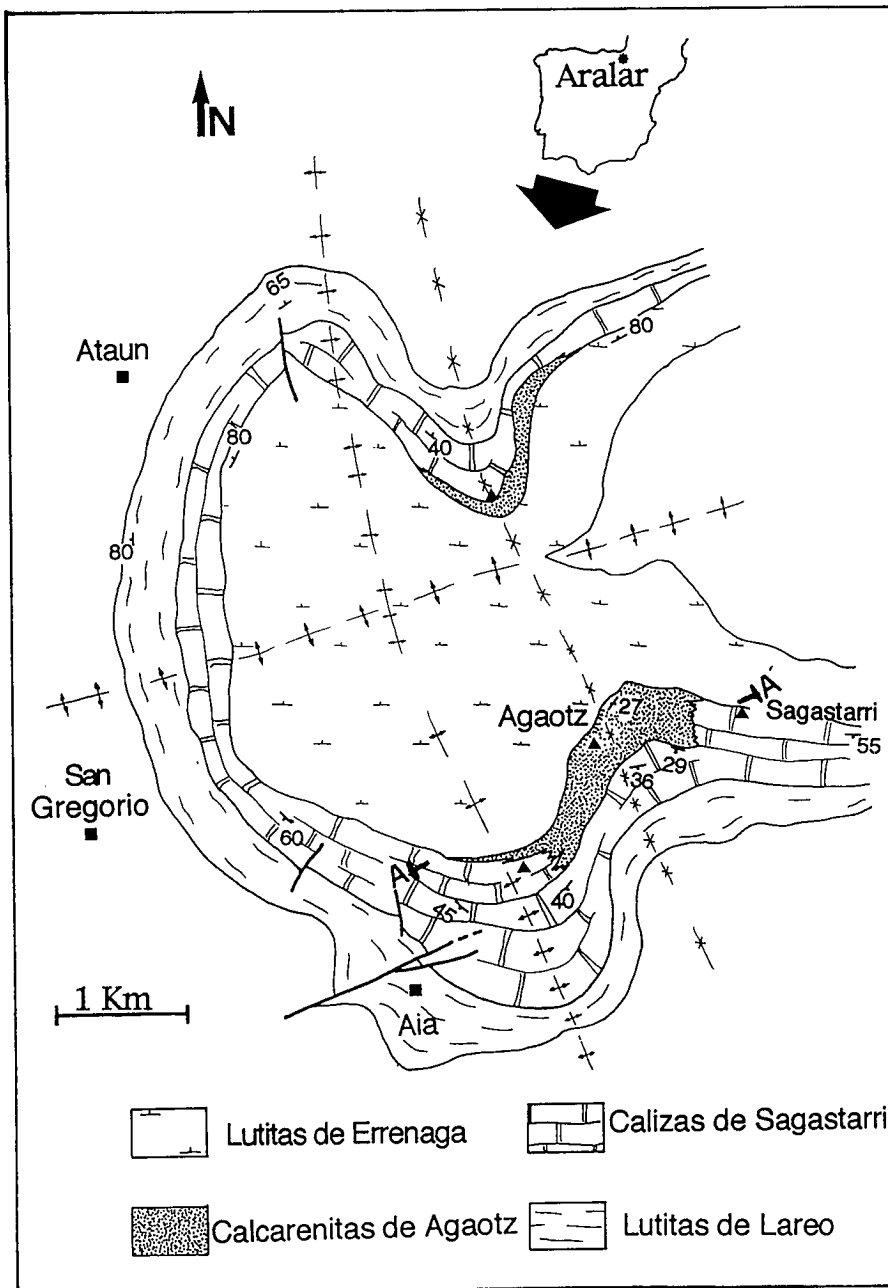 Aralar
N
65
80
Ataun
40
80
80
A'
Agaotz
27
Sagastarri
55
29
36
San
Gregorio
60
A
45
40
1 Km
Aia
Lutitas de Errenaga
Calizas de Sagastarri
Calcarenitas de Agaotz
Lutitas de Lareo